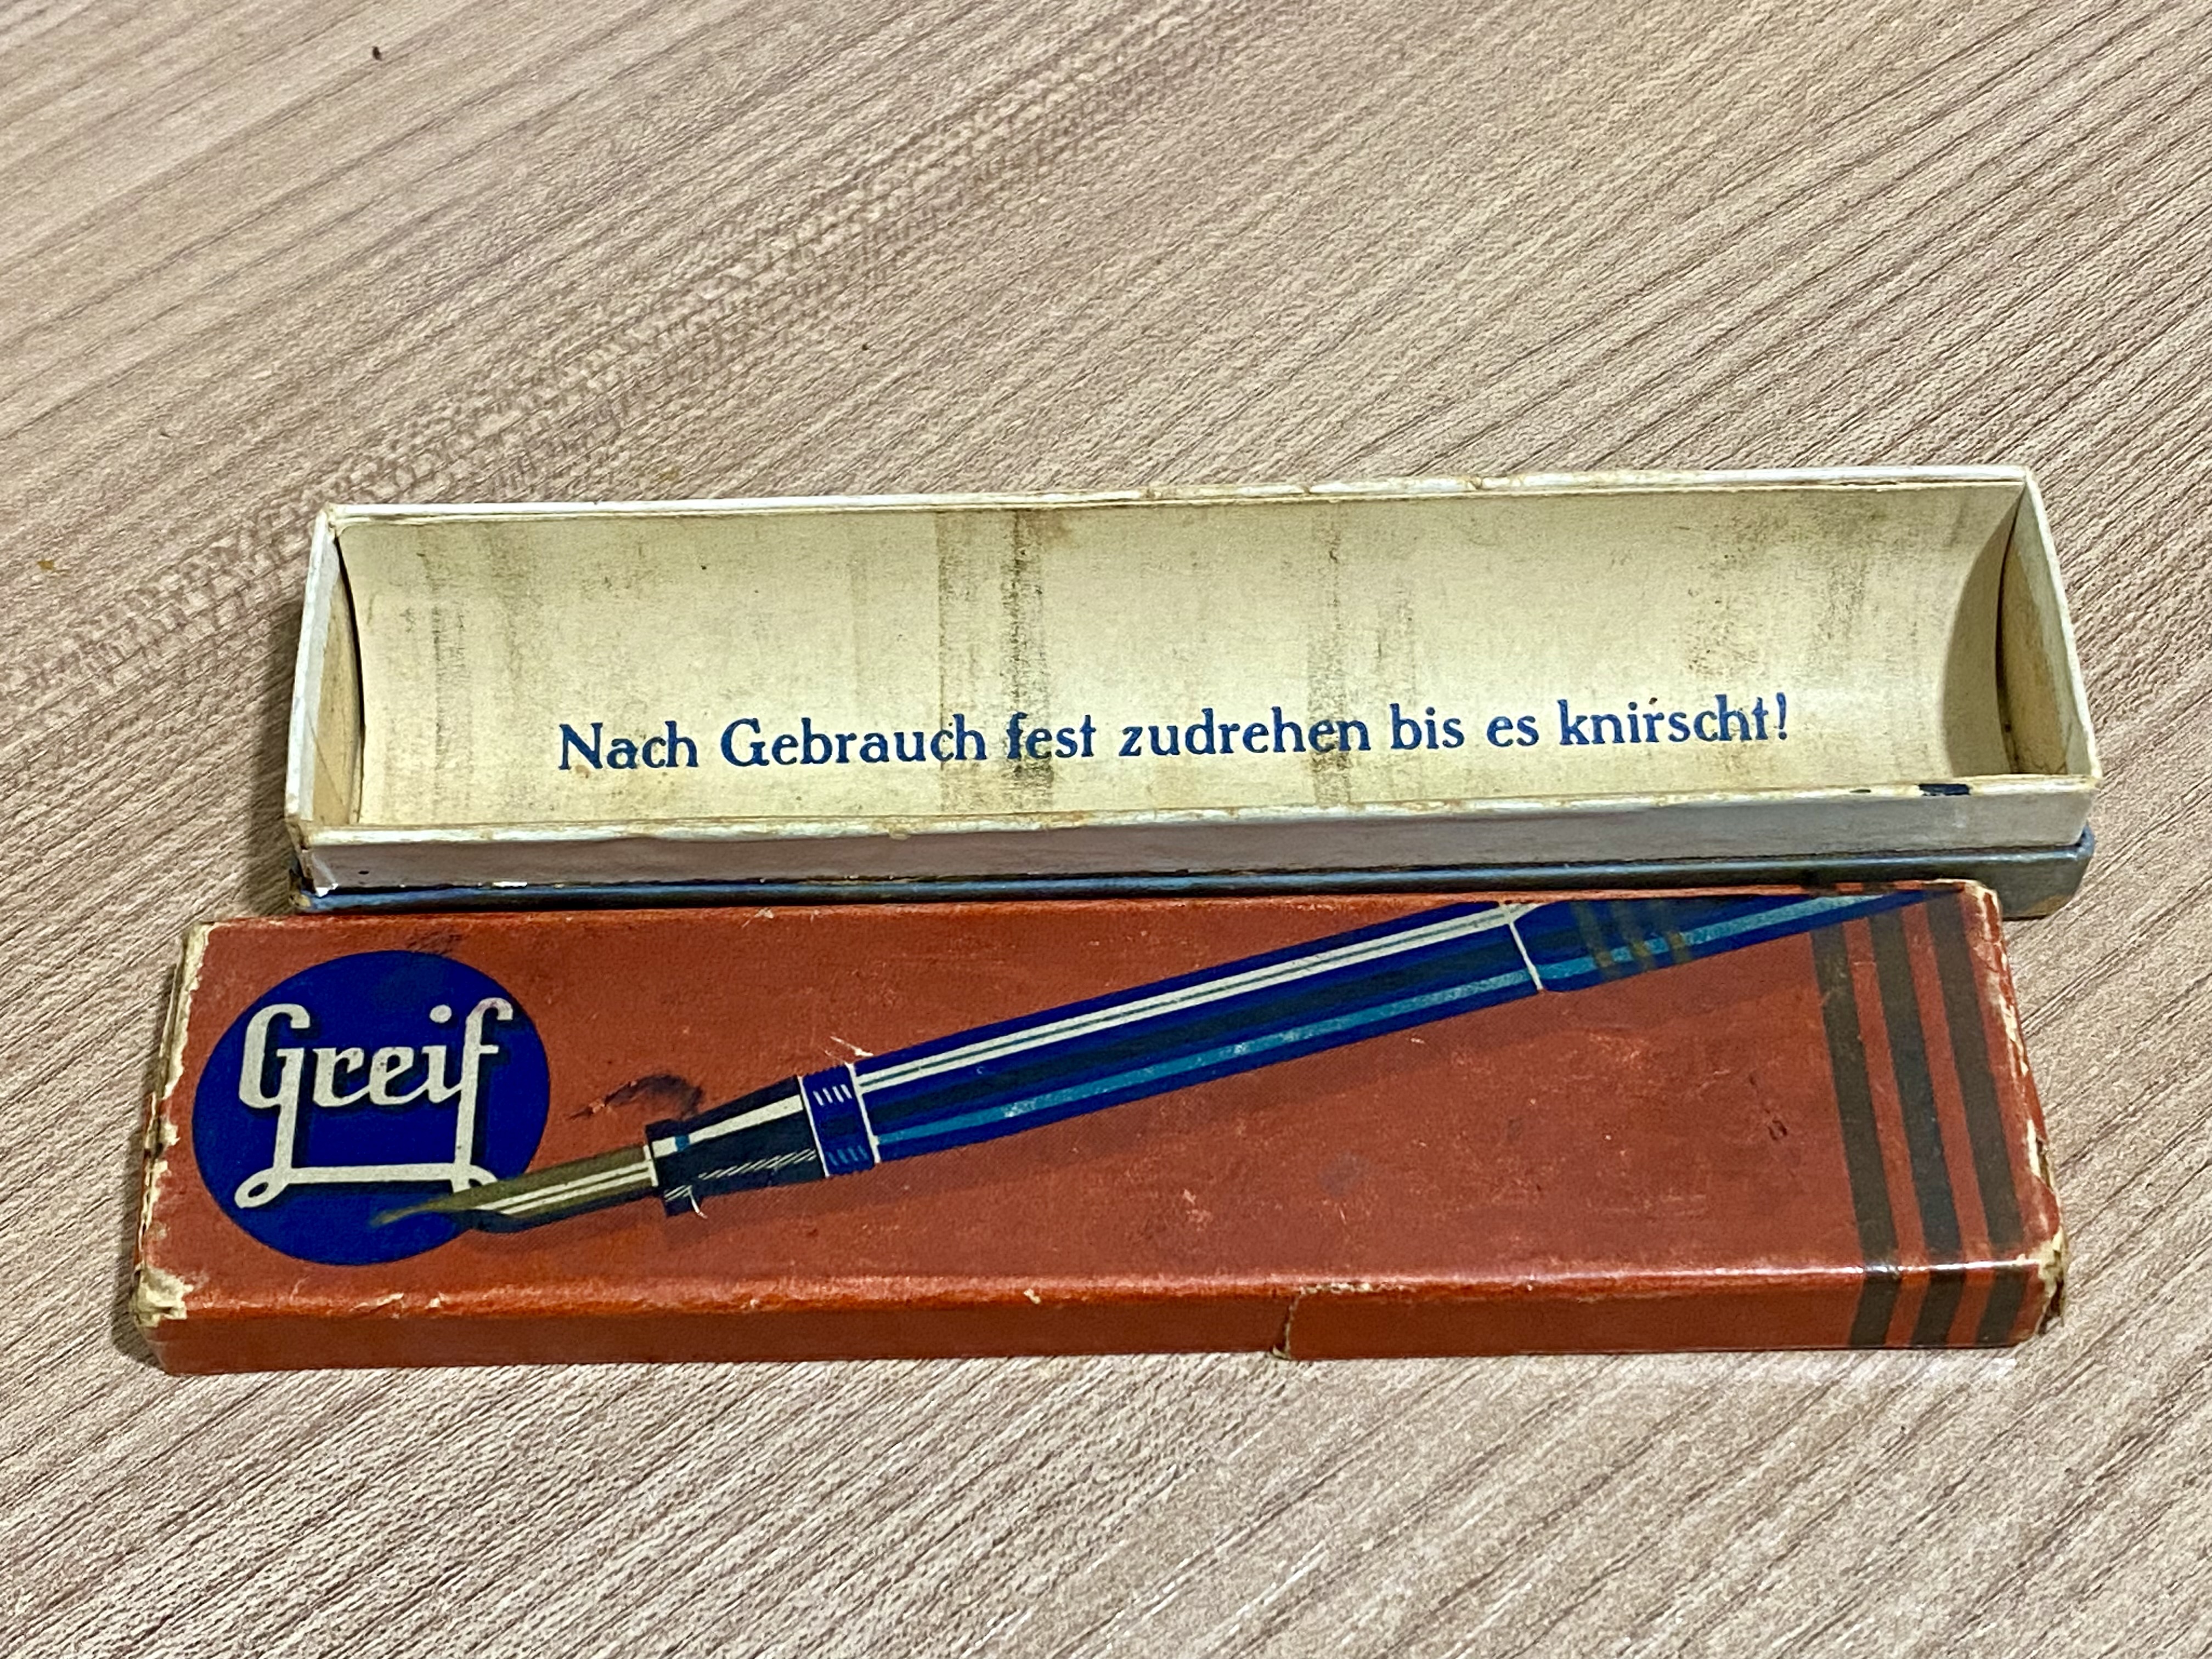 Nach Gebrauch fest zudrehen bis es knirscht!
Greif